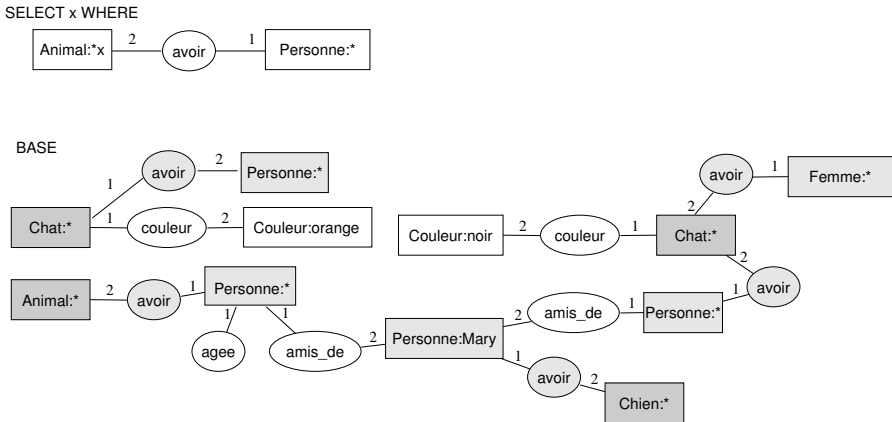 SELECT x WHERE
Animal:*x 2 avoir 1 Personne:*
BASE
avoir 2 Personne:*
1
Chat:* 1 couleur 2 Couleur:orange
avoir 1 Femme:*
2
Couleur:noir 2 couleur 1 Chat:*
2
Animal:* 2 avoir 1 Personne:*
1 avoir
1 1
agee amis_de 2 Personne:Mary 2 amis_de 1 Personne:*
1 avoir 2 Chien:*